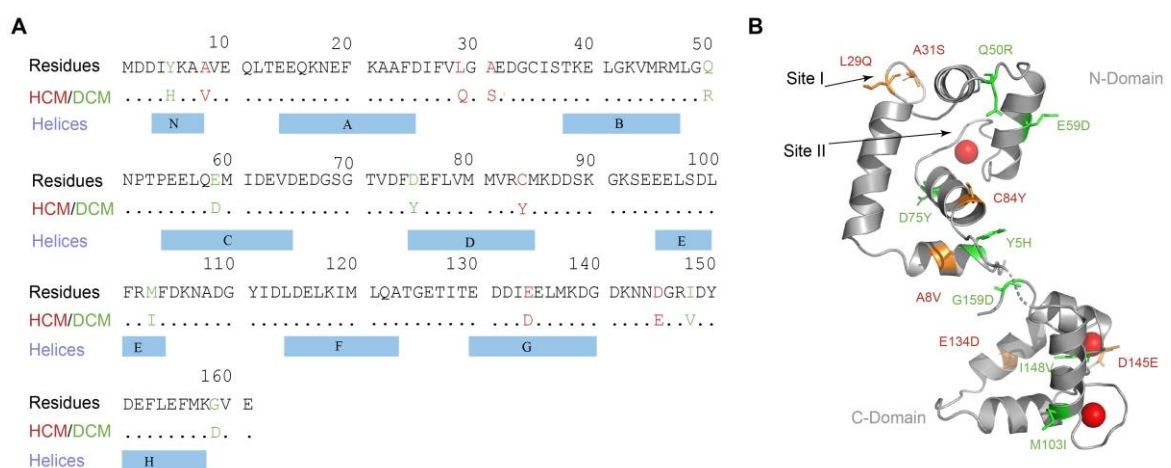 A
10 20 30 40 50
Residues MDDIYKAAVE QLTEEQKNEF KAAFDIFVLG AEDGCISTKE LGKVMRMLGQ
HCM/DCM ....H..V.. .......... ........Q. S......... .........R
Helices N A B
60 70 80 90 100
Residues NPTPEELQEM IDEVDEDGSG TVDFDEFLVM MVRCMKDDSK GKSEEELSDL
HCM/DCM ........D. .......... ....Y..... ...Y...... ..........
Helices C D E
110 120 130 140 150
Residues FRMFDKNADG YIDLDELKIM LQATGETITE DDIEELMKDG DKNNDGRIDY
HCM/DCM ..I....... .......... .......... ...D...... ....E..V..
Helices E F G
160
Residues DEFLEFMKGV E
HCM/DCM ........D. .
Helices H
B
Q50R
A31S
L29Q
Site I
N-Domain
E59D
Site II
C84Y
D75Y
Y5H
G159D
A8V
E134D
I148V
D145E
C-Domain
M103I